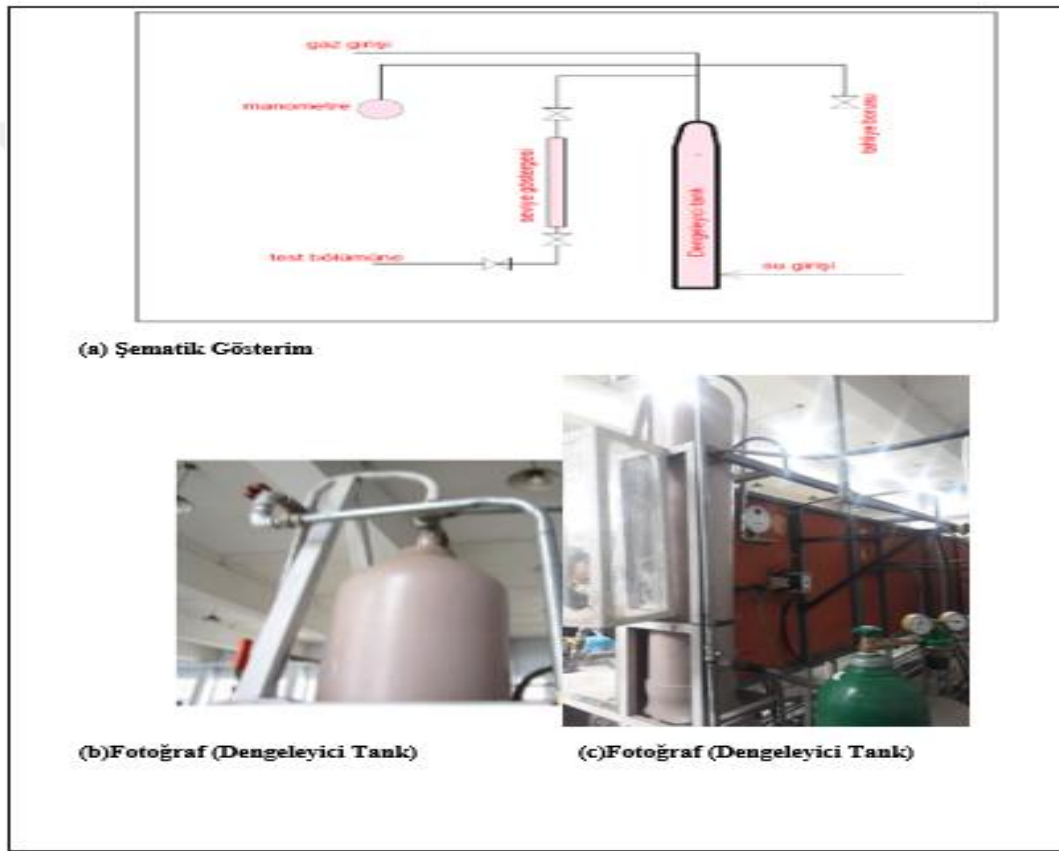 gaz girişi
manometre
seviye göstergesi
Dengeleyici tank
tahliye borusu
test bölümüne
su girişi
(a) Şematik Gösterim
(b)Fotoğraf (Dengeleyici Tank)
(c)Fotoğraf (Dengeleyici Tank)